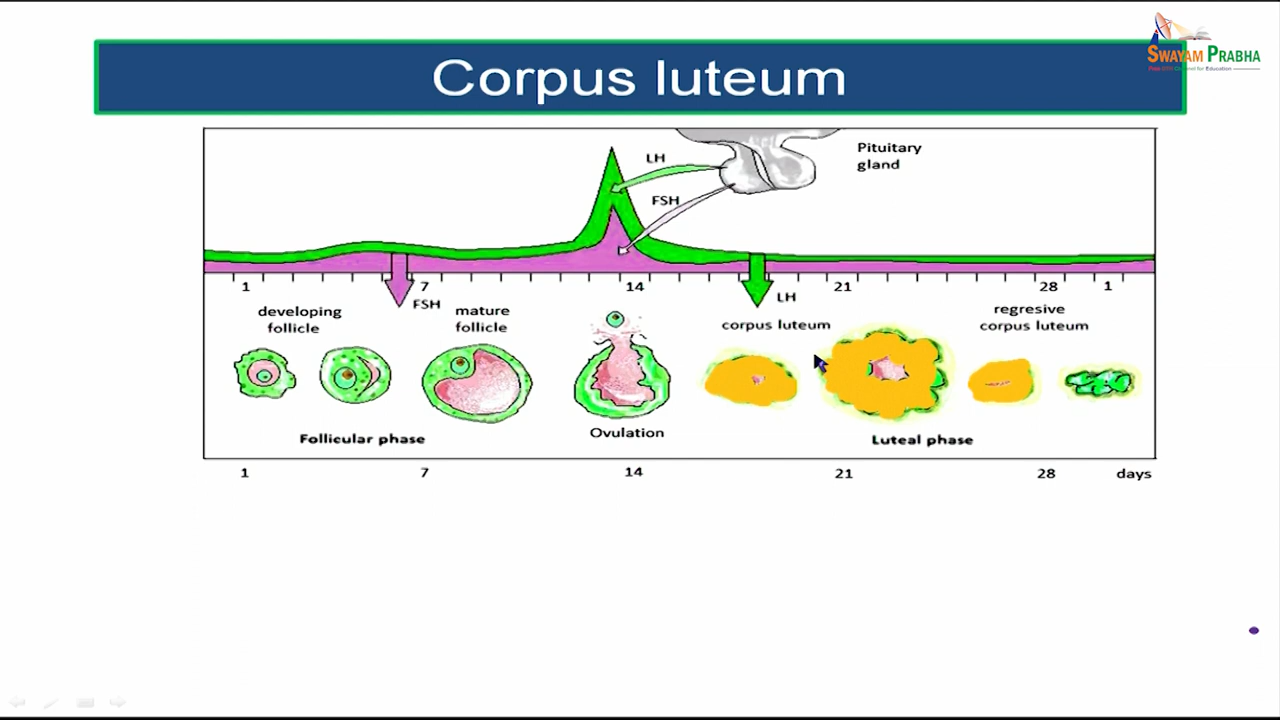 SWAYAM PRABHA
Corpus luteum
LH
Pituitary
gland
FSH
1
7
14
21
28
1
FSH
LH
developing
follicle
mature
follicle
corpus luteum
regresive
corpus luteum
Ovulation
Follicular phase
Luteal phase
1
7
14
21
28
days